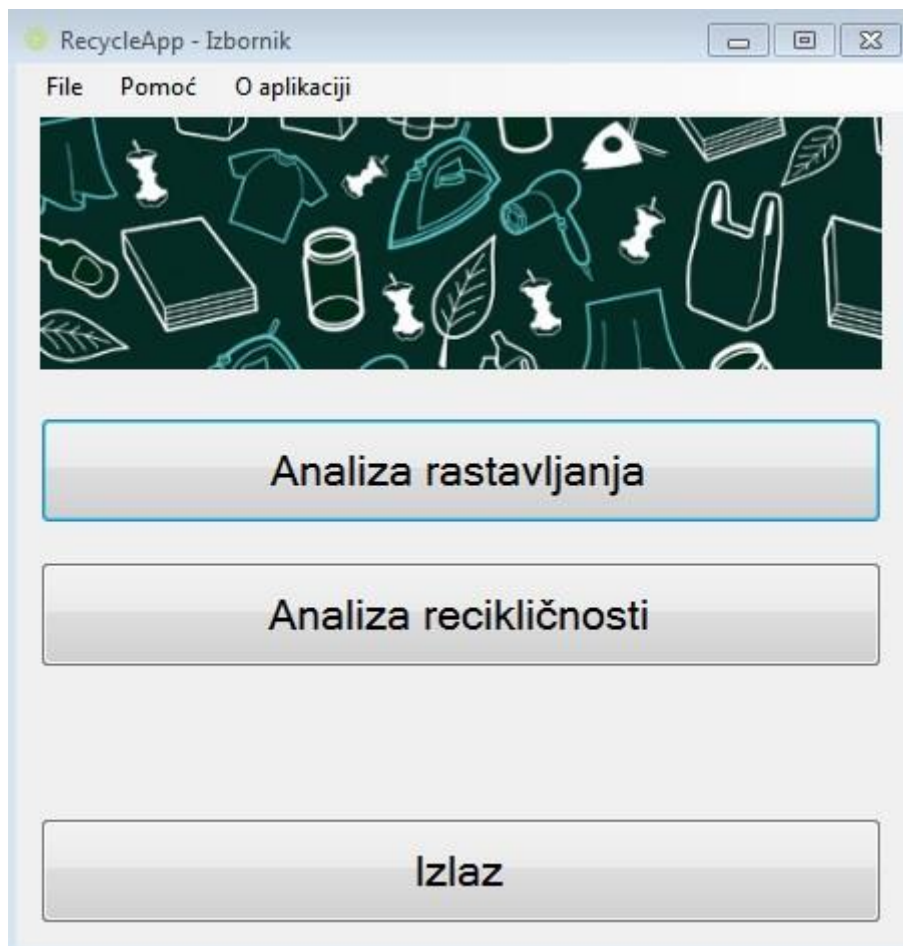 RecycleApp - Izbornik
File Pomoć O aplikaciji
Analiza rastavljanja
Analiza recikličnosti
Izlaz